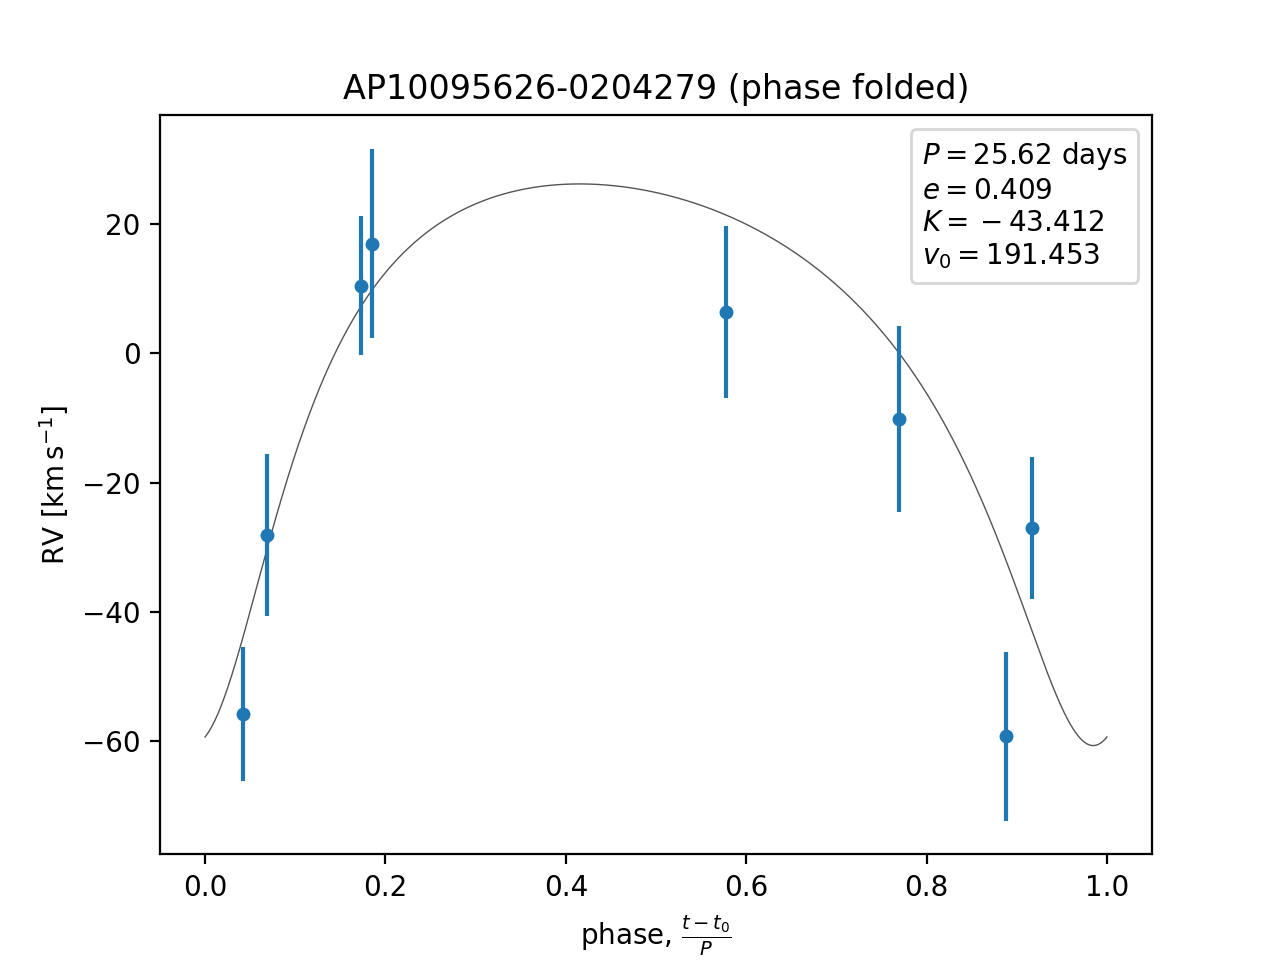 AP10095626-0204279 (phase folded)
P = 25.62 days
e = 0.409
K = −43.412
v₀ = 191.453
20
0
−20
−40
−60
RV [km s⁻¹]
0.0 0.2 0.4 0.6 0.8 1.0
phase, (t − t₀)/P